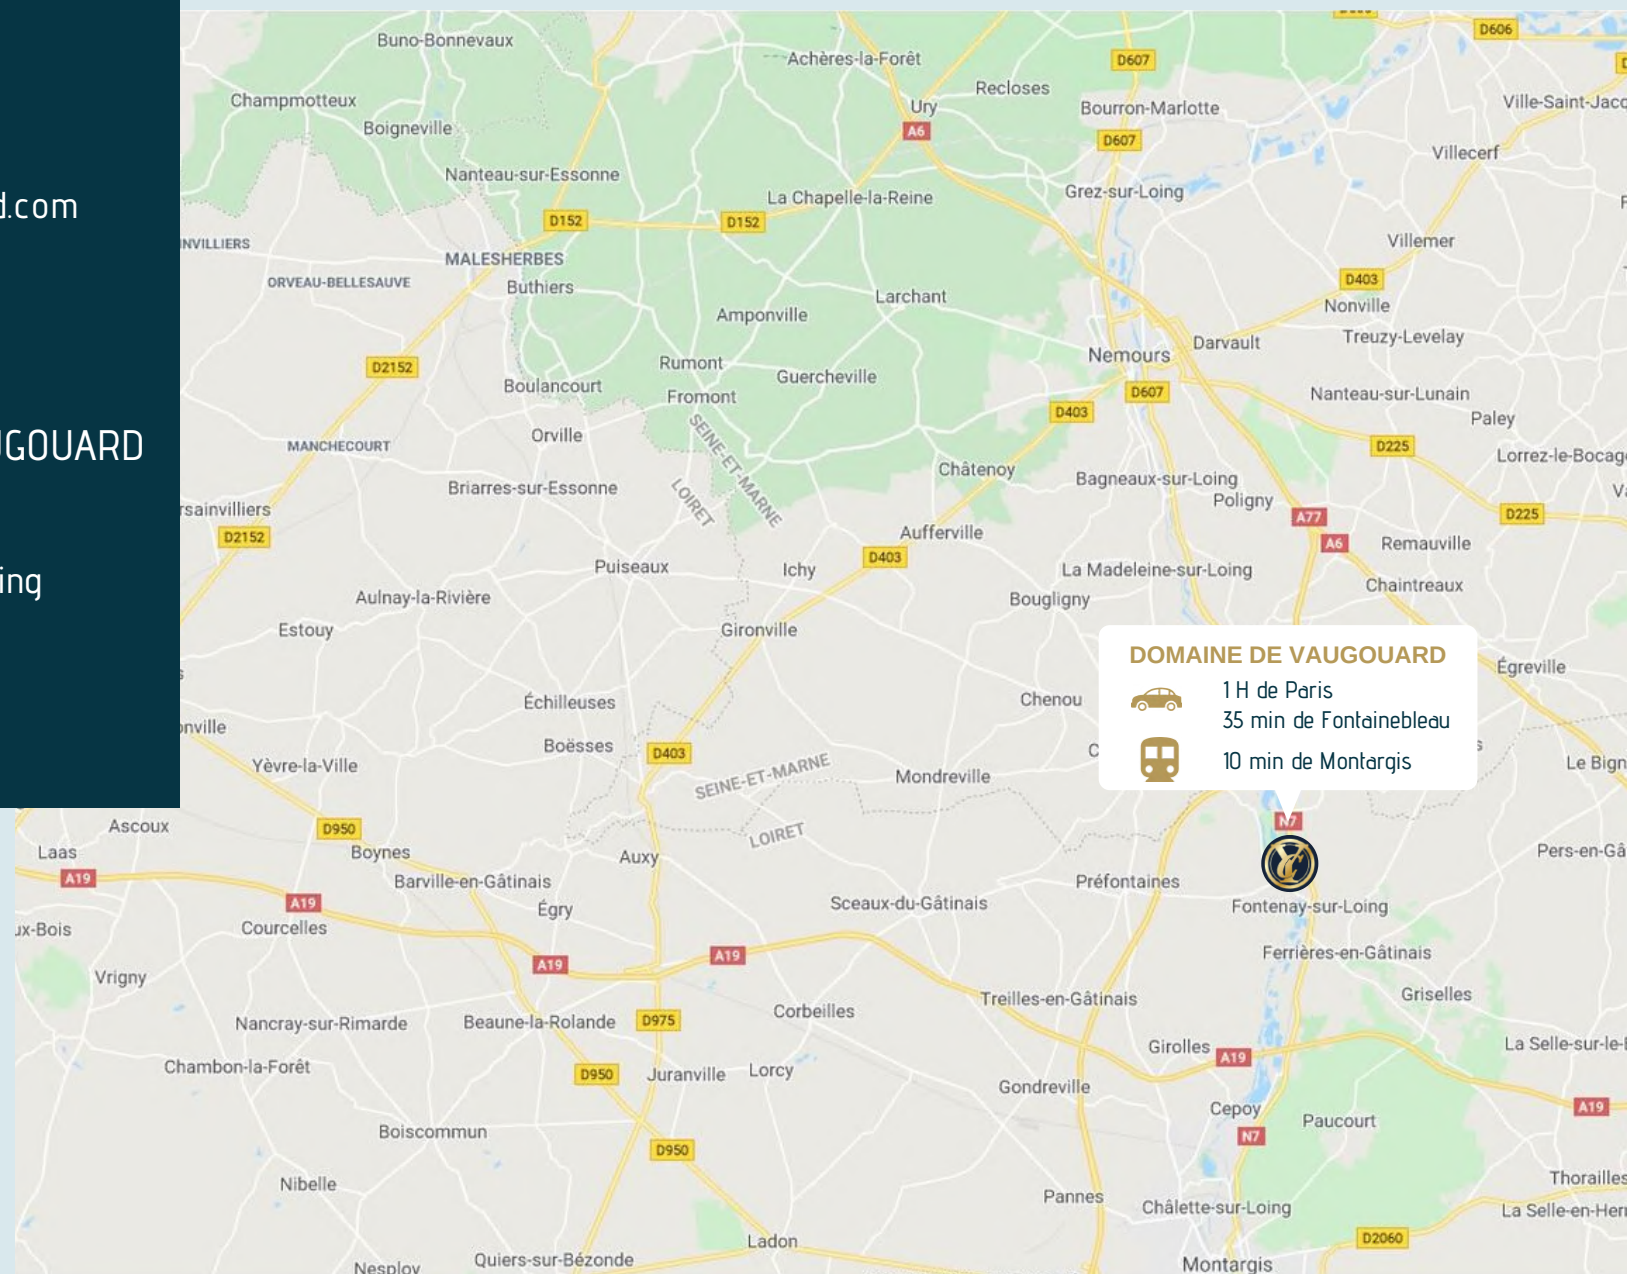 d.com
UGOUARD
ing
Buno-Bonnevaux
Achères-la-Forêt
D607
D606
Recloses
Champmotteux
Ury
Bourron-Marlotte
Ville-Saint-Jacq
Boigneville
A6
D607
Villecerf
Nanteau-sur-Essonne
La Chapelle-la-Reine
Grez-sur-Loing
D152
D152
INVILLIERS
MALESHERBES
Villemer
ORVEAU-BELLESAUVE
Buthiers
D403
Larchant
Nonville
Amponville
Treuzy-Levelay
Darvault
Nemours
D2152
Rumont
Guercheville
Boulancourt
Fromont
D607
Nanteau-sur-Lunain
D403
Paley
Orville
MANCHECOURT
SEINE-ET-MARNE
D225
Lorrez-le-Bocag
Châtenoy
Bagneaux-sur-Loing
Briarres-sur-Essonne
LOIRET
Poligny
rsainvilliers
A77
D225
D2152
Aufferville
A6
Remauville
D403
Puiseaux
Ichy
La Madeleine-sur-Loing
Chaintreaux
Aulnay-la-Rivière
Bougligny
Estouy
Gironville
DOMAINE DE VAUGOUARD
1 H de Paris
35 min de Fontainebleau
10 min de Montargis
Égreville
Échilleuses
Chenou
onville
Boësses
D403
Yèvre-la-Ville
SEINE-ET-MARNE
Mondreville
Le Bign
N7
Ascoux
D950
LOIRET
Laas
Boynes
Auxy
Pers-en-Gâ
A19
Barville-en-Gâtinais
Préfontaines
A19
Égry
Sceaux-du-Gâtinais
Fontenay-sur-Loing
ux-Bois
Courcelles
A19
A19
Ferrières-en-Gâtinais
Vrigny
Treilles-en-Gâtinais
Griselles
Corbeilles
Nancray-sur-Rimarde
Beaune-la-Rolande
D975
Girolles
A19
La Selle-sur-le-B
Chambon-la-Forêt
D950
Juranville
Lorcy
Gondreville
A19
Cepoy
Paucourt
Boiscommun
N7
D950
Nibelle
Thorailles
Pannes
Châlette-sur-Loing
La Selle-en-Her
Ladon
D2060
Nesploy
Quiers-sur-Bézonde
Montargis